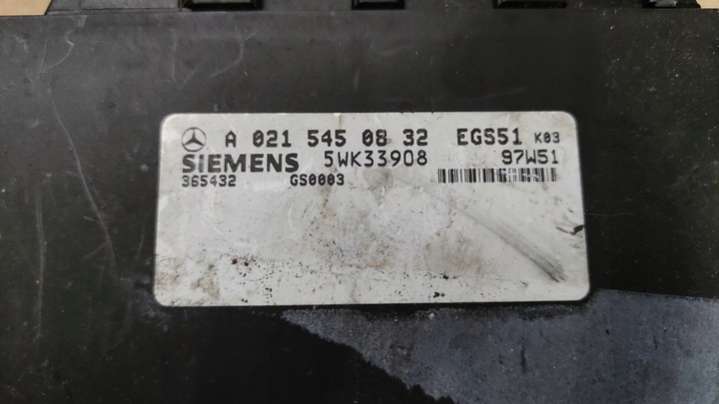 A 021 545 08 32 EGS51 K03
SIEMENS 5WK33908 97W51
365432 GS0003